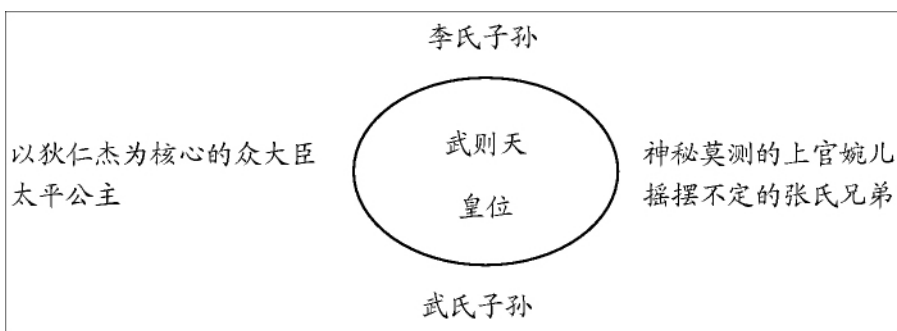 李氏子孙
以狄仁杰为核心的众大臣
太平公主
武则天
皇位
神秘莫测的上官婉儿
摇摆不定的张氏兄弟
武氏子孙